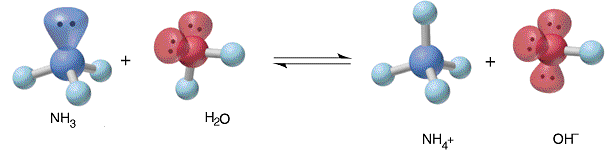 + +
NH₃ H₂O NH₄+ OH⁻